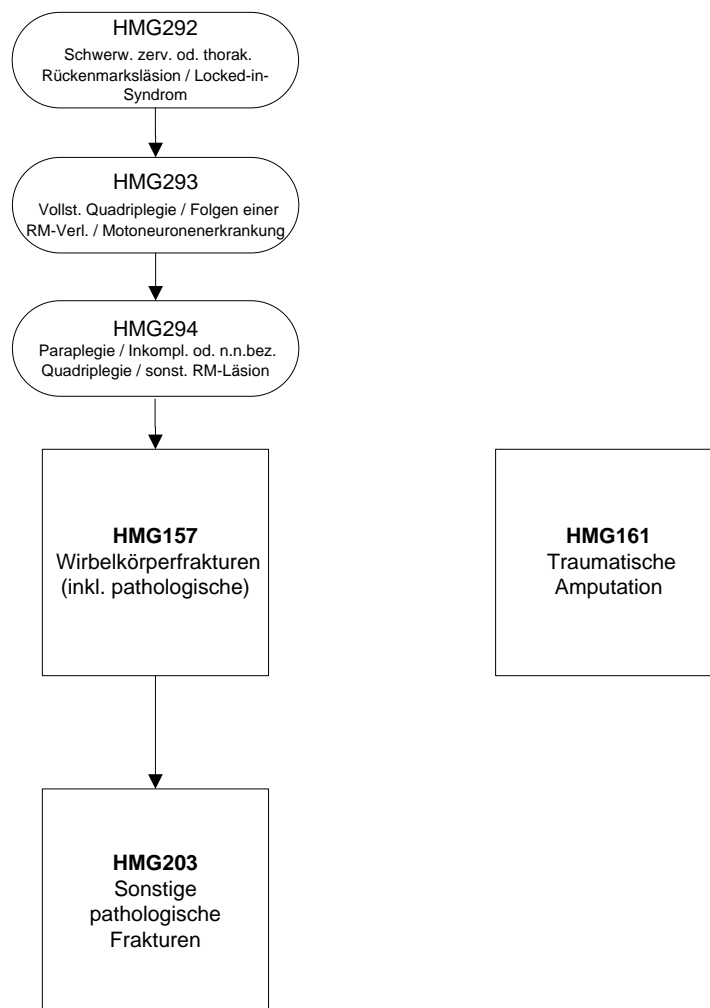 HMG292
Schwerw. zerv. od. thorak.
Rückenmarksläsion / Locked-in-
Syndrom
HMG293
Vollst. Quadriplegie / Folgen einer
RM-Verl. / Motoneuronenerkrankung
HMG294
Paraplegie / Inkompl. od. n.n.bez.
Quadriplegie / sonst. RM-Läsion
HMG157
Wirbelkörperfrakturen
(inkl. pathologische)
HMG161
Traumatische
Amputation
HMG203
Sonstige
pathologische
Frakturen